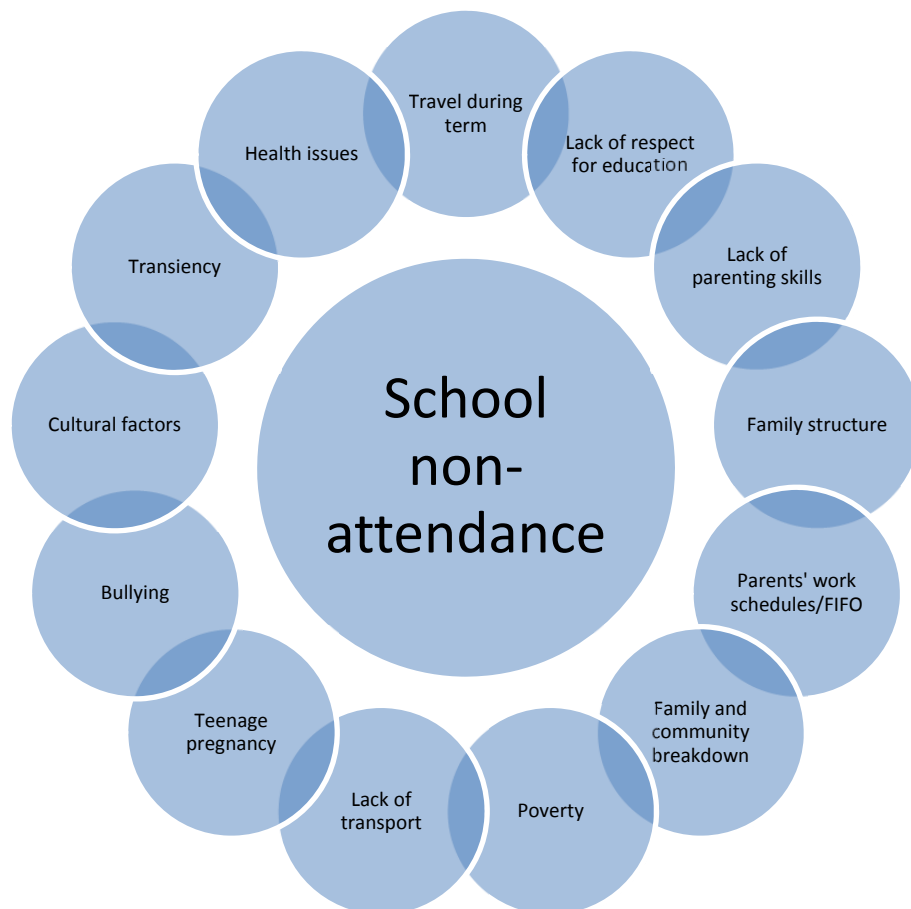 Travel during
term
Lack of respect
for education
Lack of
parenting skills
Family structure
Parents' work
schedules/FIFO
Family and
community
breakdown
Poverty
Lack of
transport
Teenage
pregnancy
Bullying
Cultural factors
Transiency
Health issues
School
non-
attendance